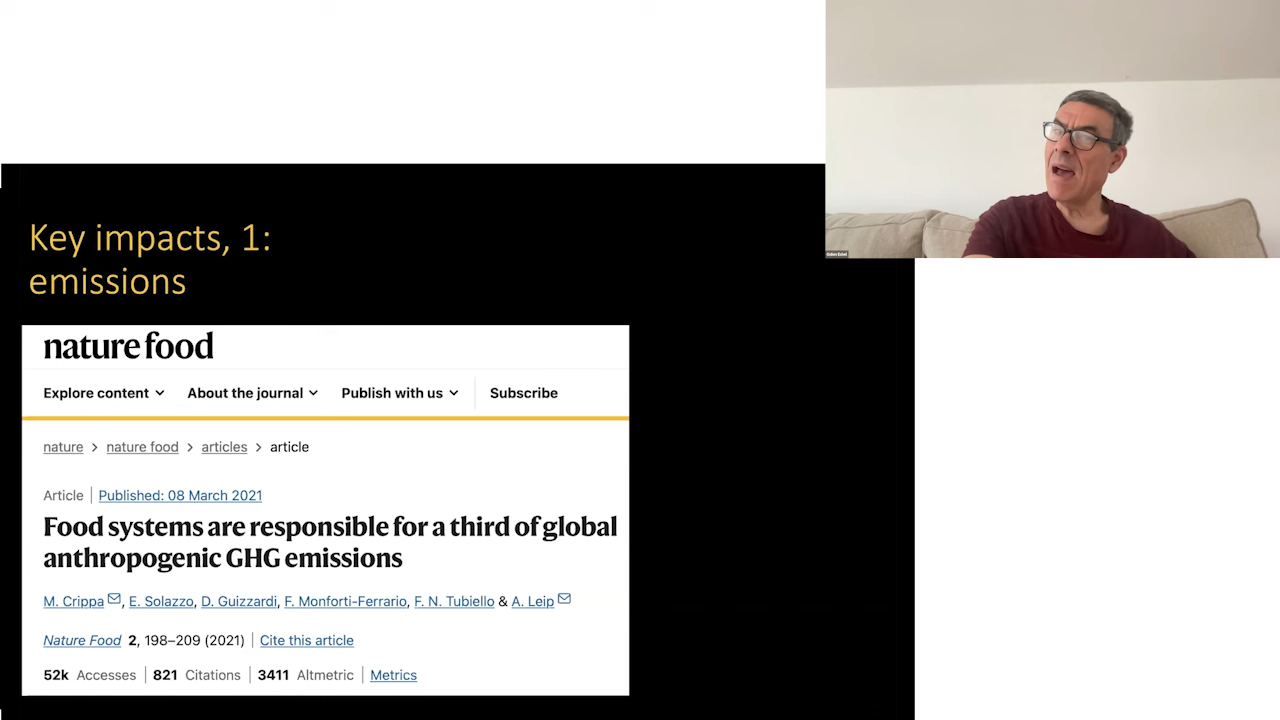 Key impacts, 1:
emissions
nature food
Explore content About the journal Publish with us Subscribe
nature > nature food > articles > article
Article | Published: 08 March 2021
Food systems are responsible for a third of global
anthropogenic GHG emissions
M. Crippa, E. Solazzo, D. Guizzardi, F. Monforti-Ferrario, F. N. Tubiello & A. Leip
Nature Food 2, 198–209 (2021) | Cite this article
52k Accesses | 821 Citations | 3411 Altmetric | Metrics
Gidon Eshel